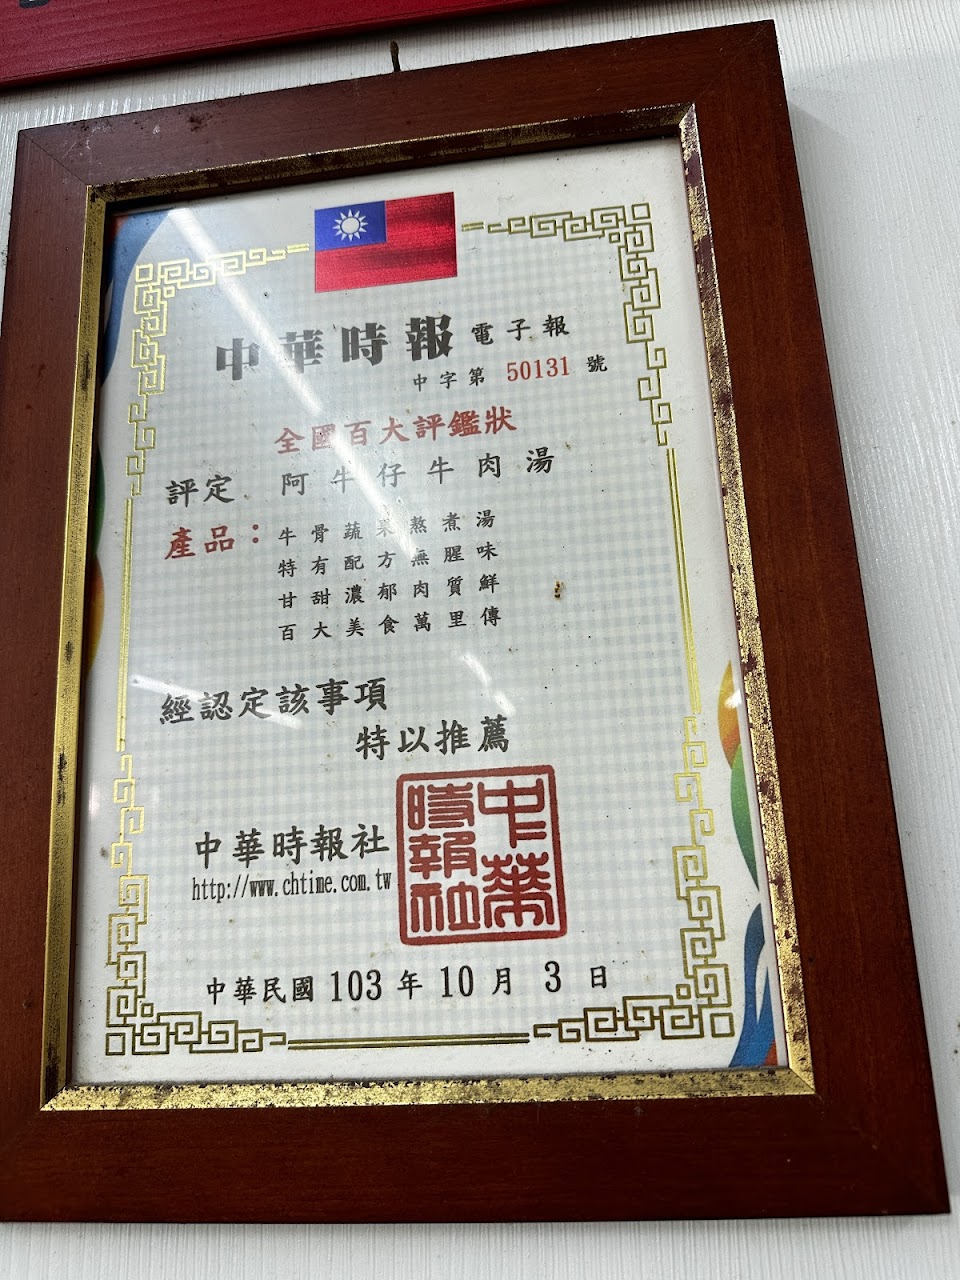 中華時報 電子報
中字第 50131 號
全國百大評鑑狀
評定 阿牛仔牛肉湯
產品：牛骨蔬果熬煮湯
特有配方無腥味
甘甜濃郁肉質鮮
百大美食萬里傳
經認定該事項
特以推薦
中華時報社
http://www.chtime.com.tw
中華時報社
中華民國 103 年 10 月 3 日